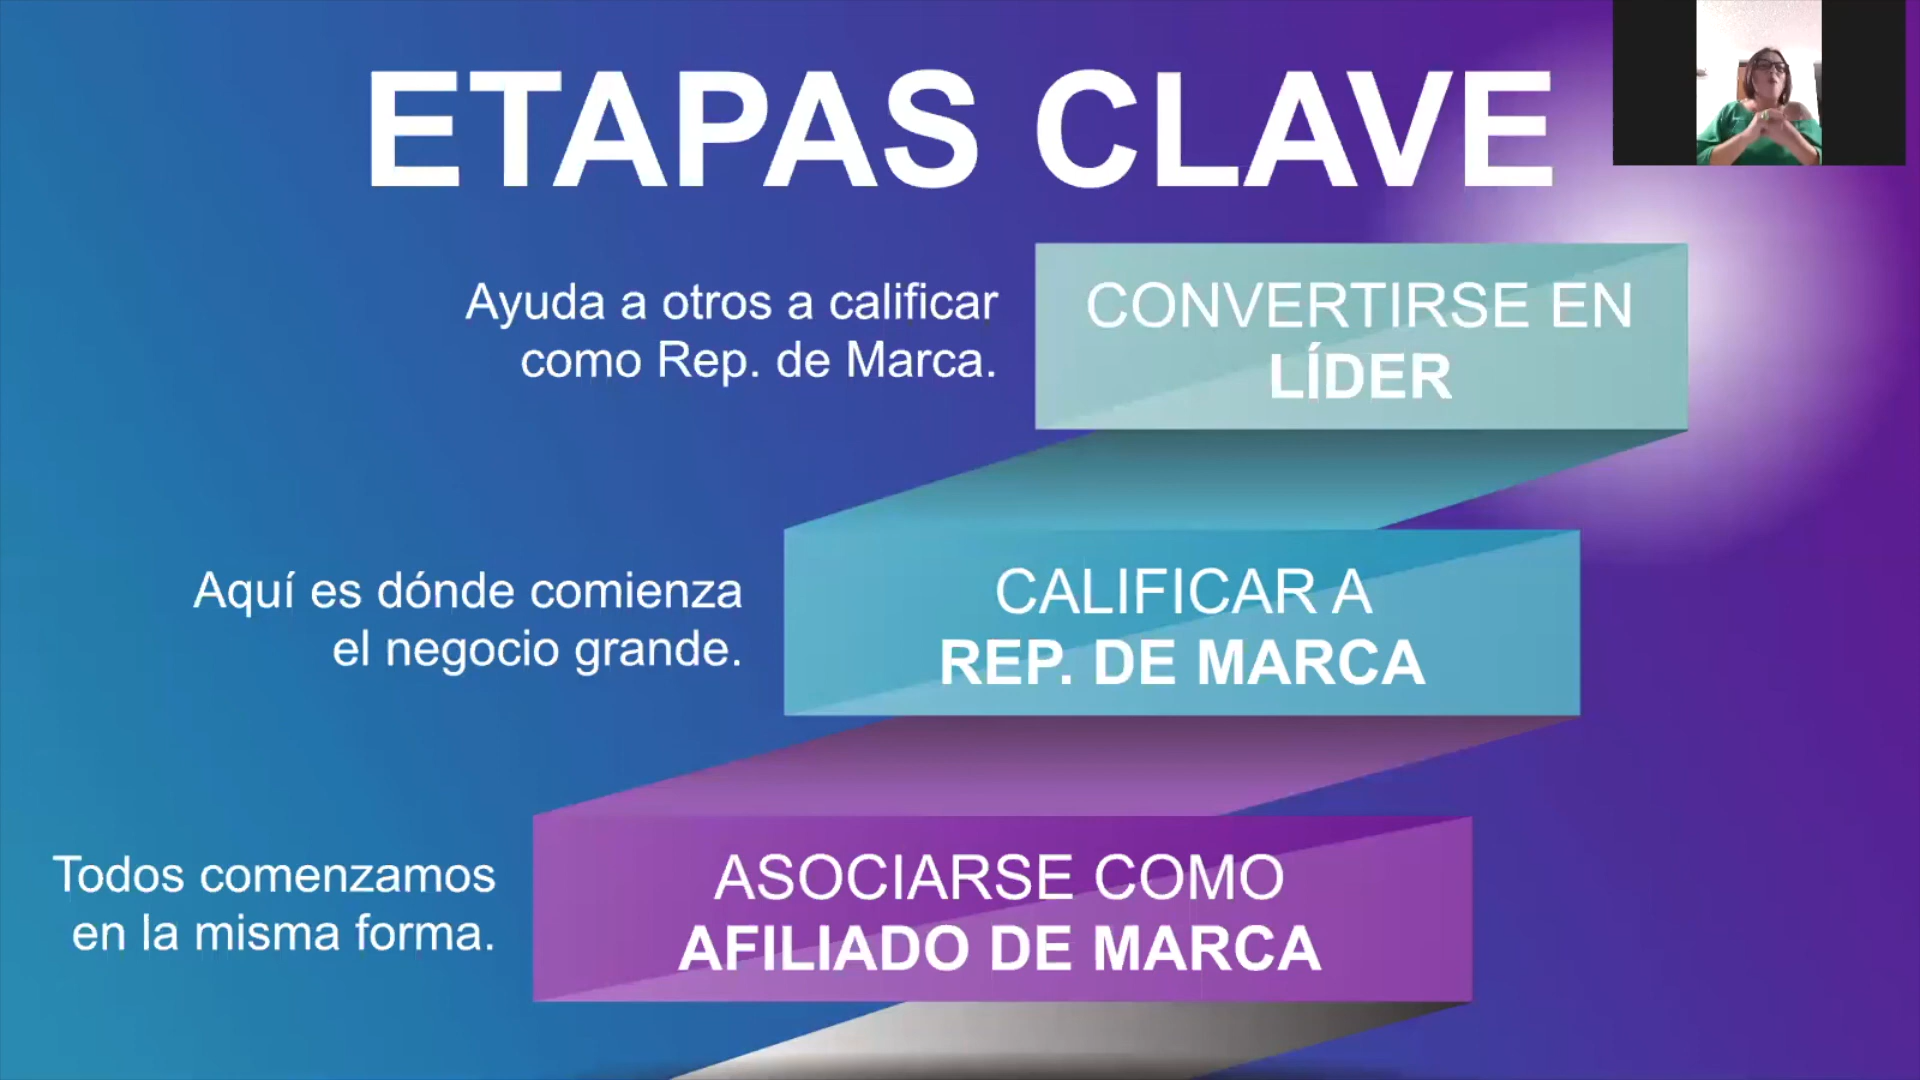 ETAPAS CLAVE
Ayuda a otros a calificar
como Rep. de Marca.
CONVERTIRSE EN
LÍDER
Aquí es dónde comienza
el negocio grande.
CALIFICAR A
REP. DE MARCA
Todos comenzamos
en la misma forma.
ASOCIARSE COMO
AFILIADO DE MARCA